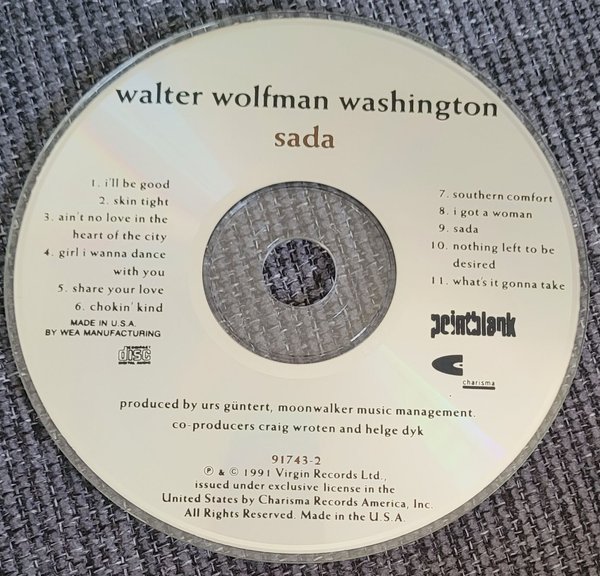 walter wolfman washington
sada
1. i'll be good
2. skin tight
3. ain't no love in the
heart of the city
4. girl i wanna dance
with you
5. share your love
6. chokin' kind
MADE IN U.S.A.
BY WEA MANUFACTURING
COMPACT
disc
DIGITAL AUDIO
7. southern comfort
8. i got a woman
9. sada
10. nothing left to be
desired
11. what's it gonna take
pointblank
charisma
produced by urs güntert, moonwalker music management.
co-producers craig wroten and helge dyk
91743-2
℗ & © 1991 Virgin Records Ltd.,
issued under exclusive license in the
United States by Charisma Records America, Inc.
All Rights Reserved. Made in the U.S.A.